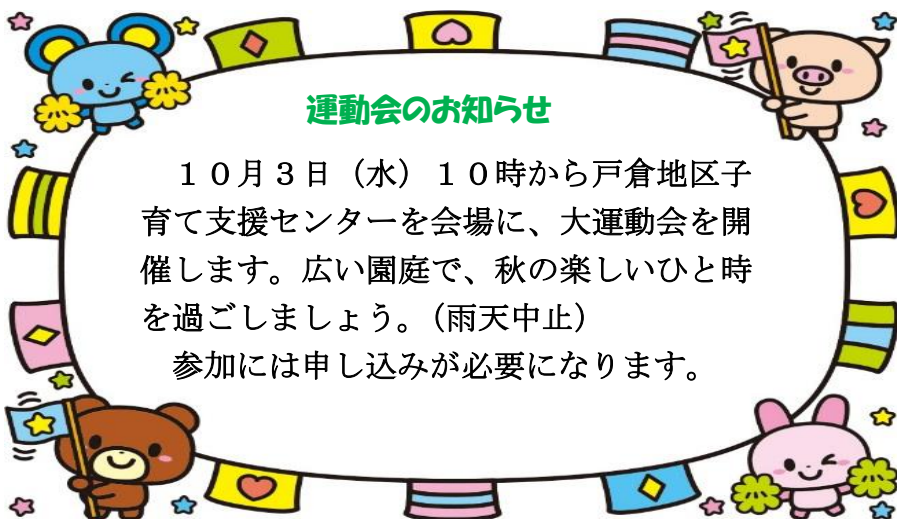 運動会のお知らせ
　１０月３日（水）１０時から戸倉地区子
育て支援センターを会場に、大運動会を開
催します。広い園庭で、秋の楽しいひと時
を過ごしましょう。（雨天中止）
　参加には申し込みが必要になります。